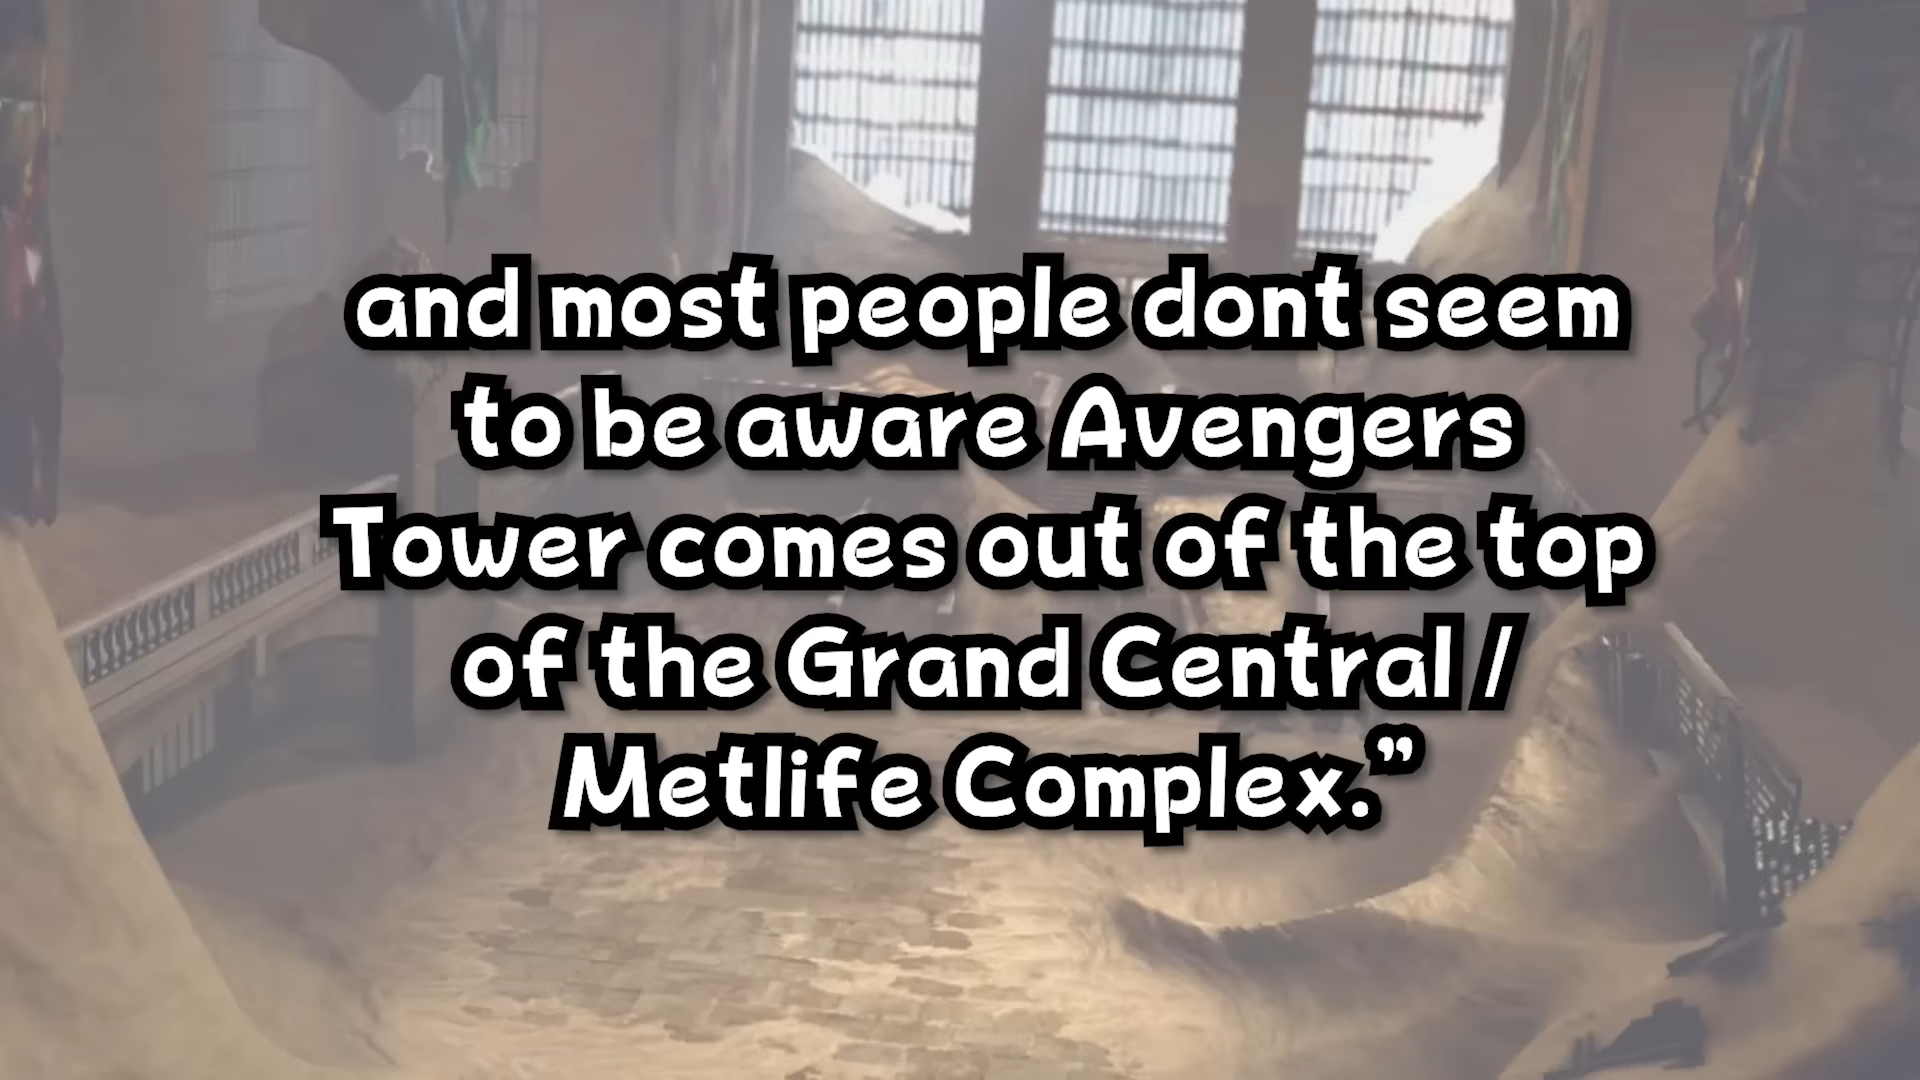 and most people dont seem
to be aware Avengers
Tower comes out of the top
of the Grand Central /
Metlife Complex.”